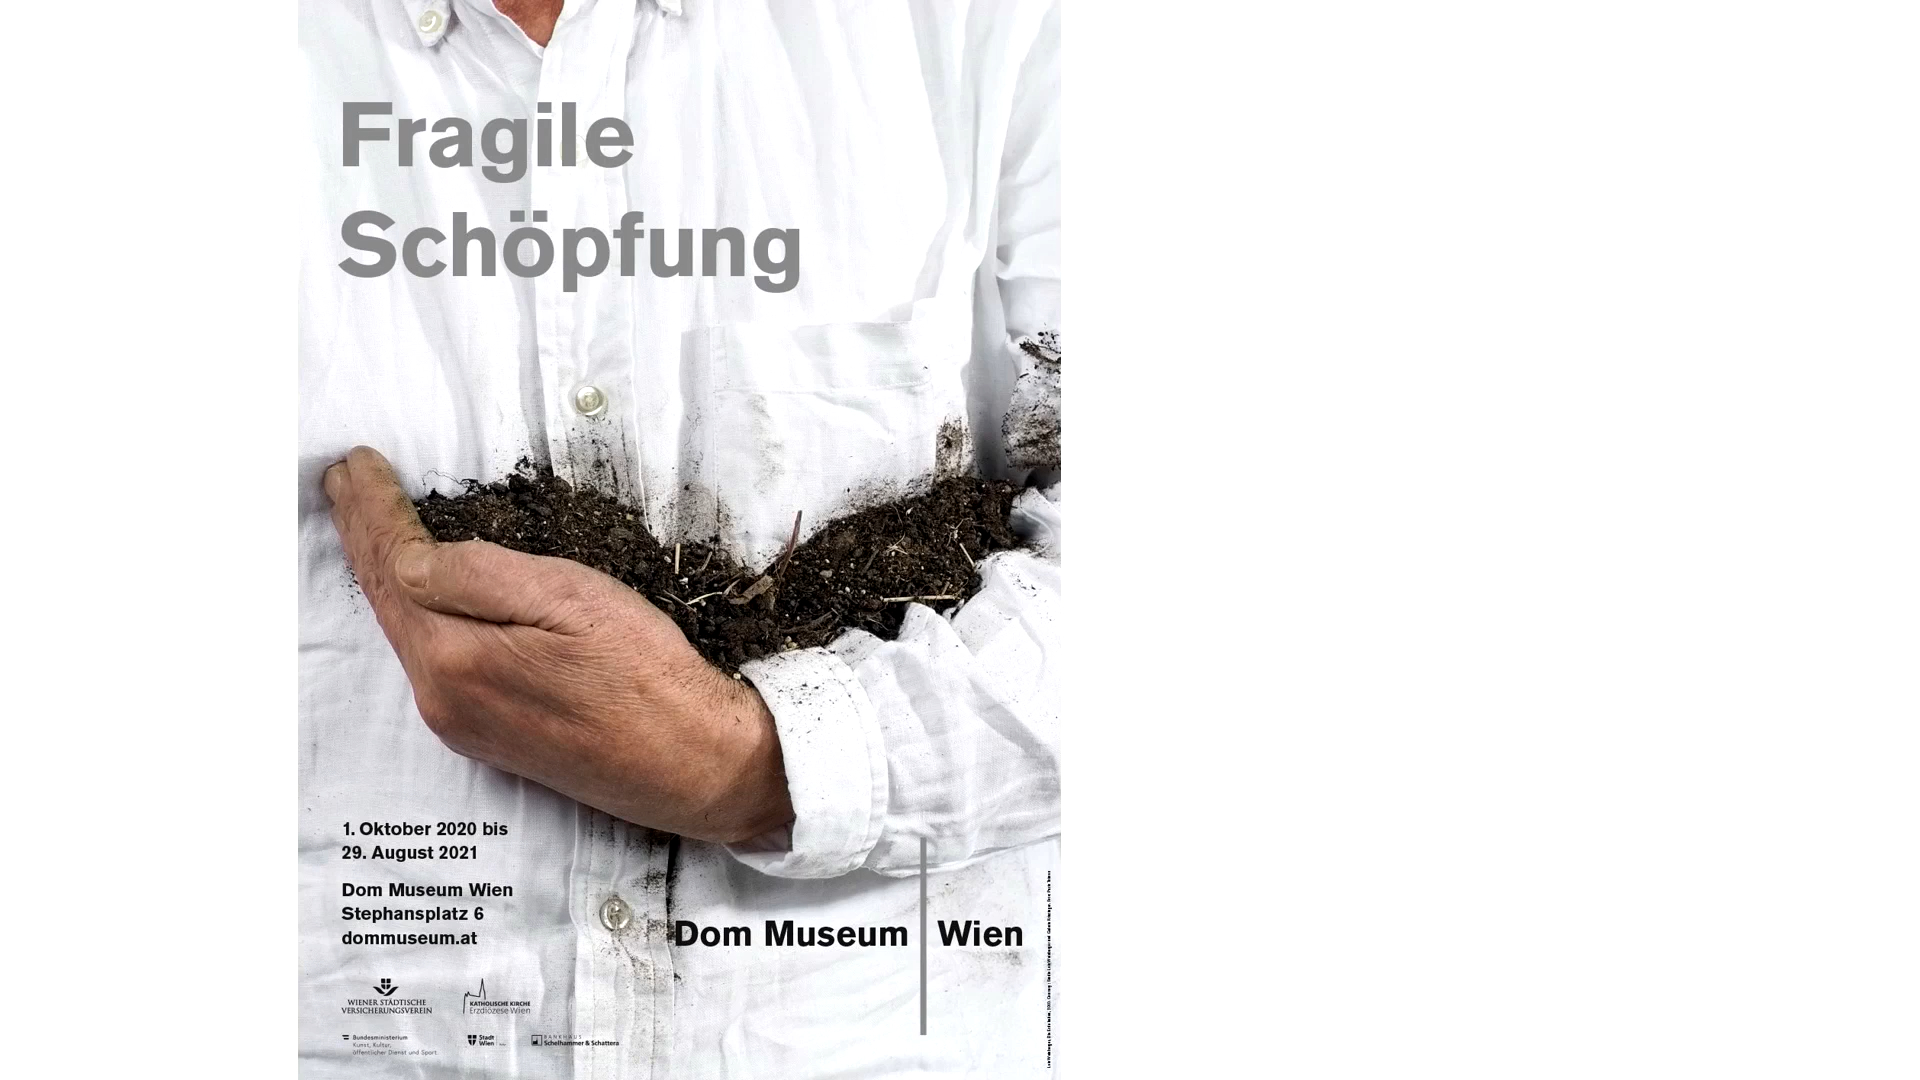 Fragile
Schöpfung
1. Oktober 2020 bis
29. August 2021
Dom Museum Wien
Stephansplatz 6
dommuseum.at
Dom Museum Wien
WIENER STÄDTISCHE
VERSICHERUNGSVEREIN
KATHOLISCHE KIRCHE
Erzdiözese Wien
Bundesministerium
Kunst, Kultur,
öffentlicher Dienst und Sport
Stadt
Wien
BANKHAUS
Schelhammer & Schattera